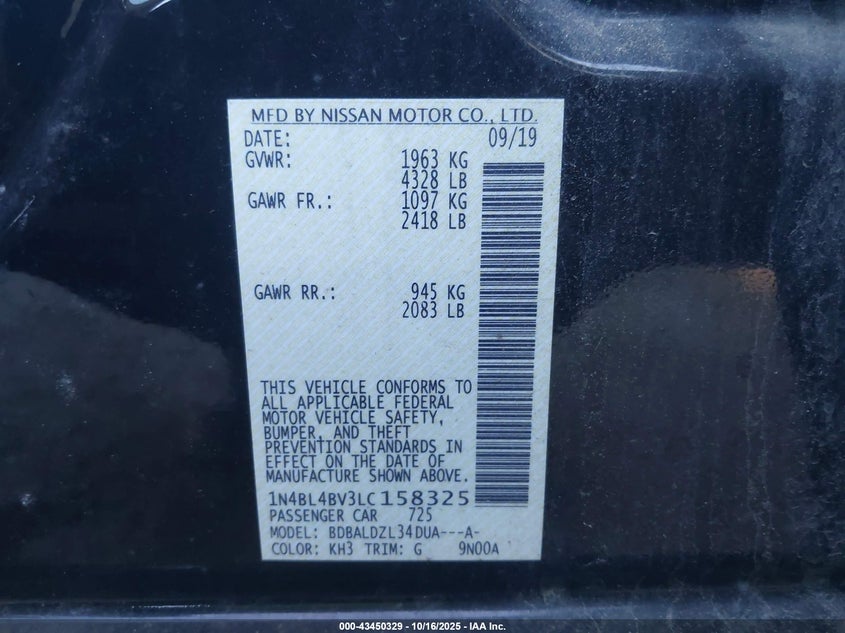 MFD BY NISSAN MOTOR CO., LTD.
DATE: 09/19
GVWR: 1963 KG
4328 LB
GAWR FR.: 1097 KG
2418 LB
GAWR RR.: 945 KG
2083 LB
THIS VEHICLE CONFORMS TO
ALL APPLICABLE FEDERAL
MOTOR VEHICLE SAFETY,
BUMPER, AND THEFT
PREVENTION STANDARDS IN
EFFECT ON THE DATE OF
MANUFACTURE SHOWN ABOVE.
1N4BL4BV3LC158325
PASSENGER CAR 725
MODEL: BDBALDZL34DUA---A-
COLOR: KH3 TRIM: G 9N00A
000-43450329 - 10/16/2025 - IAA Inc.